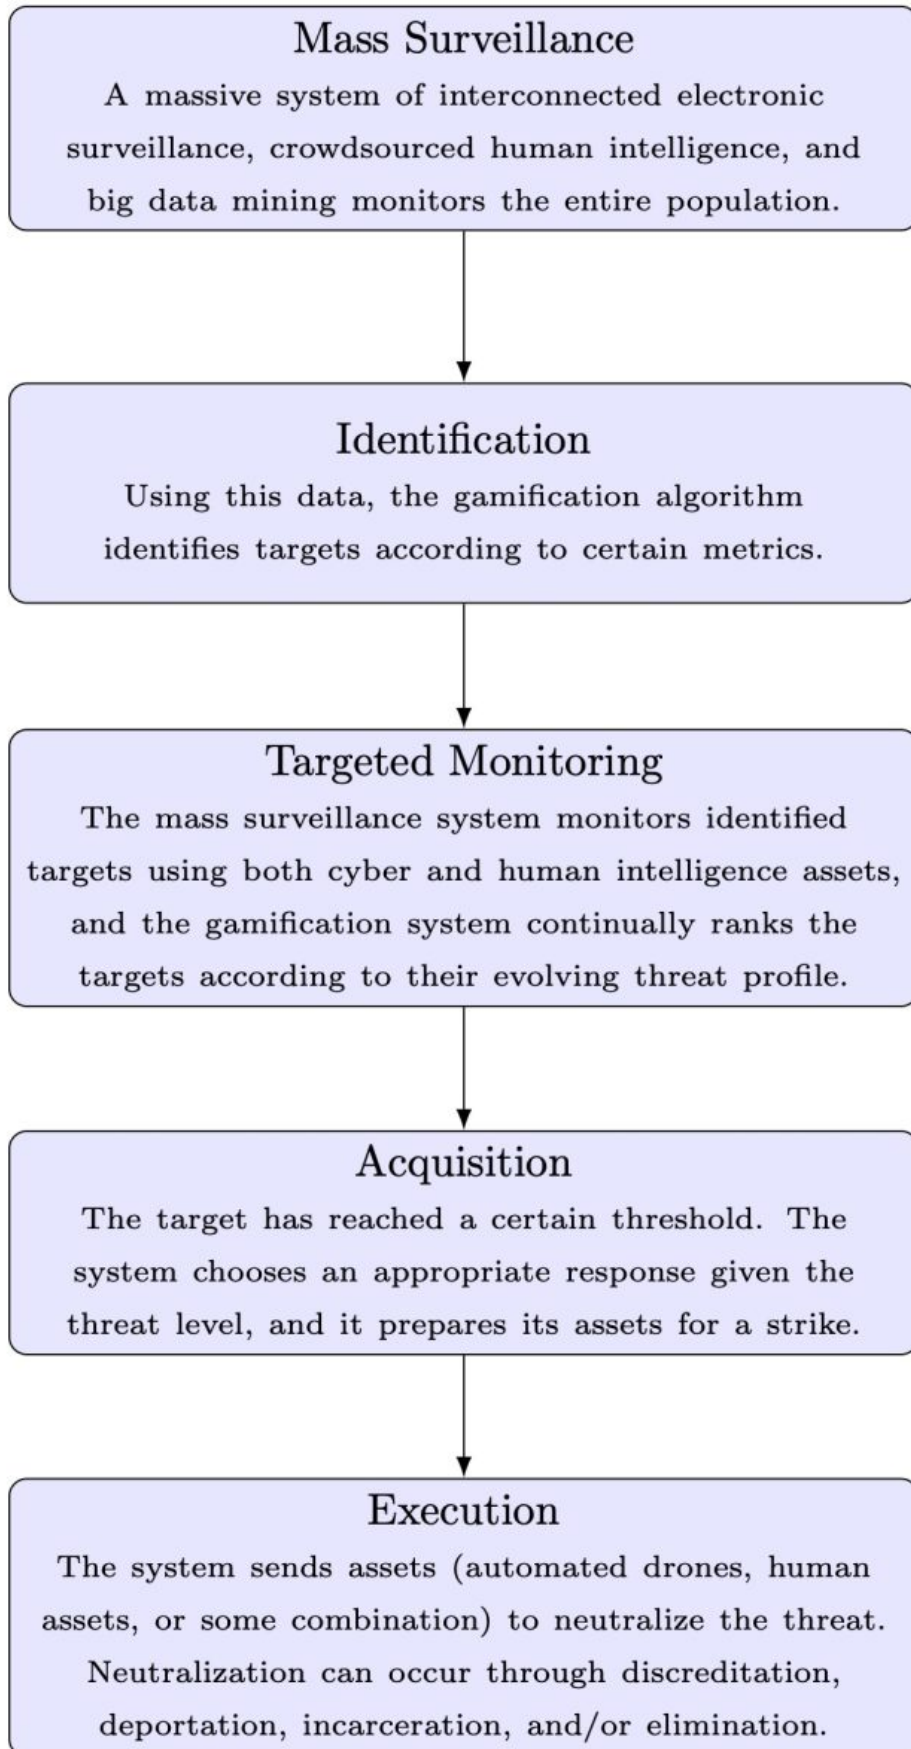 Mass Surveillance
A massive system of interconnected electronic
surveillance, crowdsourced human intelligence, and
big data mining monitors the entire population.
Identification
Using this data, the gamification algorithm
identifies targets according to certain metrics.
Targeted Monitoring
The mass surveillance system monitors identified
targets using both cyber and human intelligence assets,
and the gamification system continually ranks the
targets according to their evolving threat profile.
Acquisition
The target has reached a certain threshold. The
system chooses an appropriate response given the
threat level, and it prepares its assets for a strike.
Execution
The system sends assets (automated drones, human
assets, or some combination) to neutralize the threat.
Neutralization can occur through discreditation,
deportation, incarceration, and/or elimination.